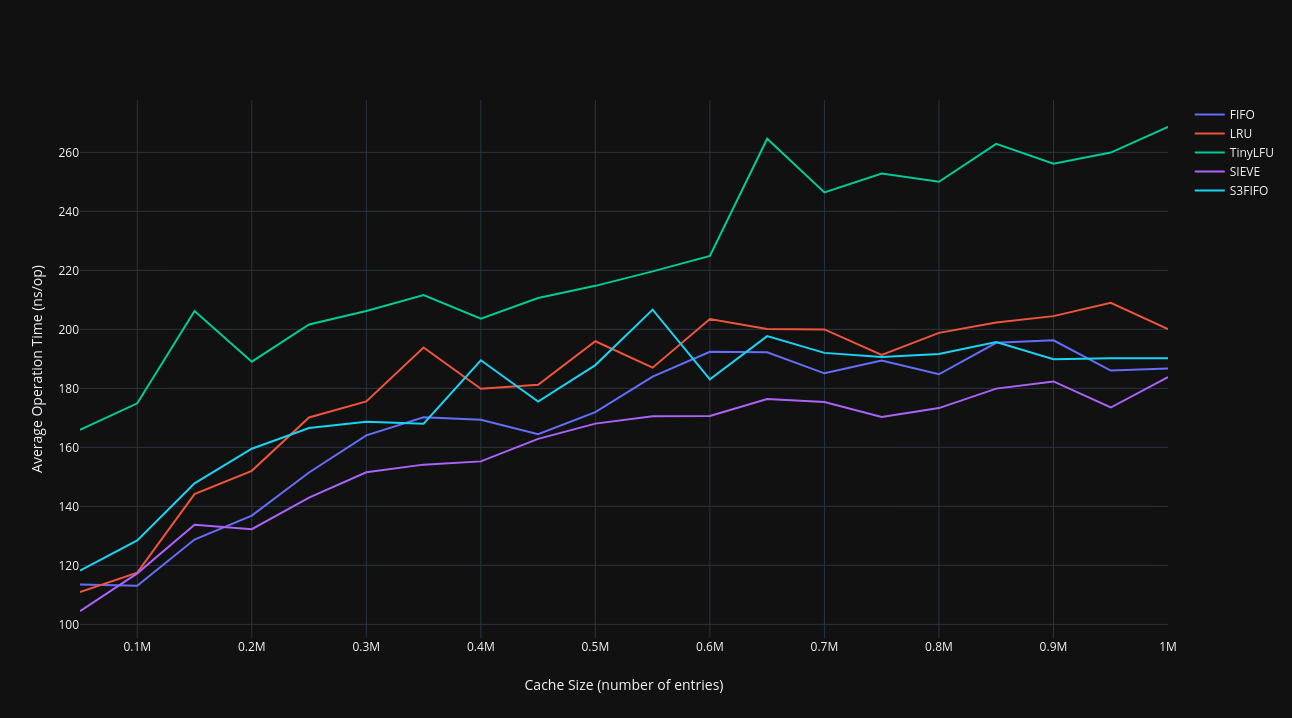 FIFO
LRU
TinyLFU
SIEVE
S3FIFO
Average Operation Time (ns/op)
260
240
220
200
180
160
140
120
100
0.1M 0.2M 0.3M 0.4M 0.5M 0.6M 0.7M 0.8M 0.9M 1M
Cache Size (number of entries)